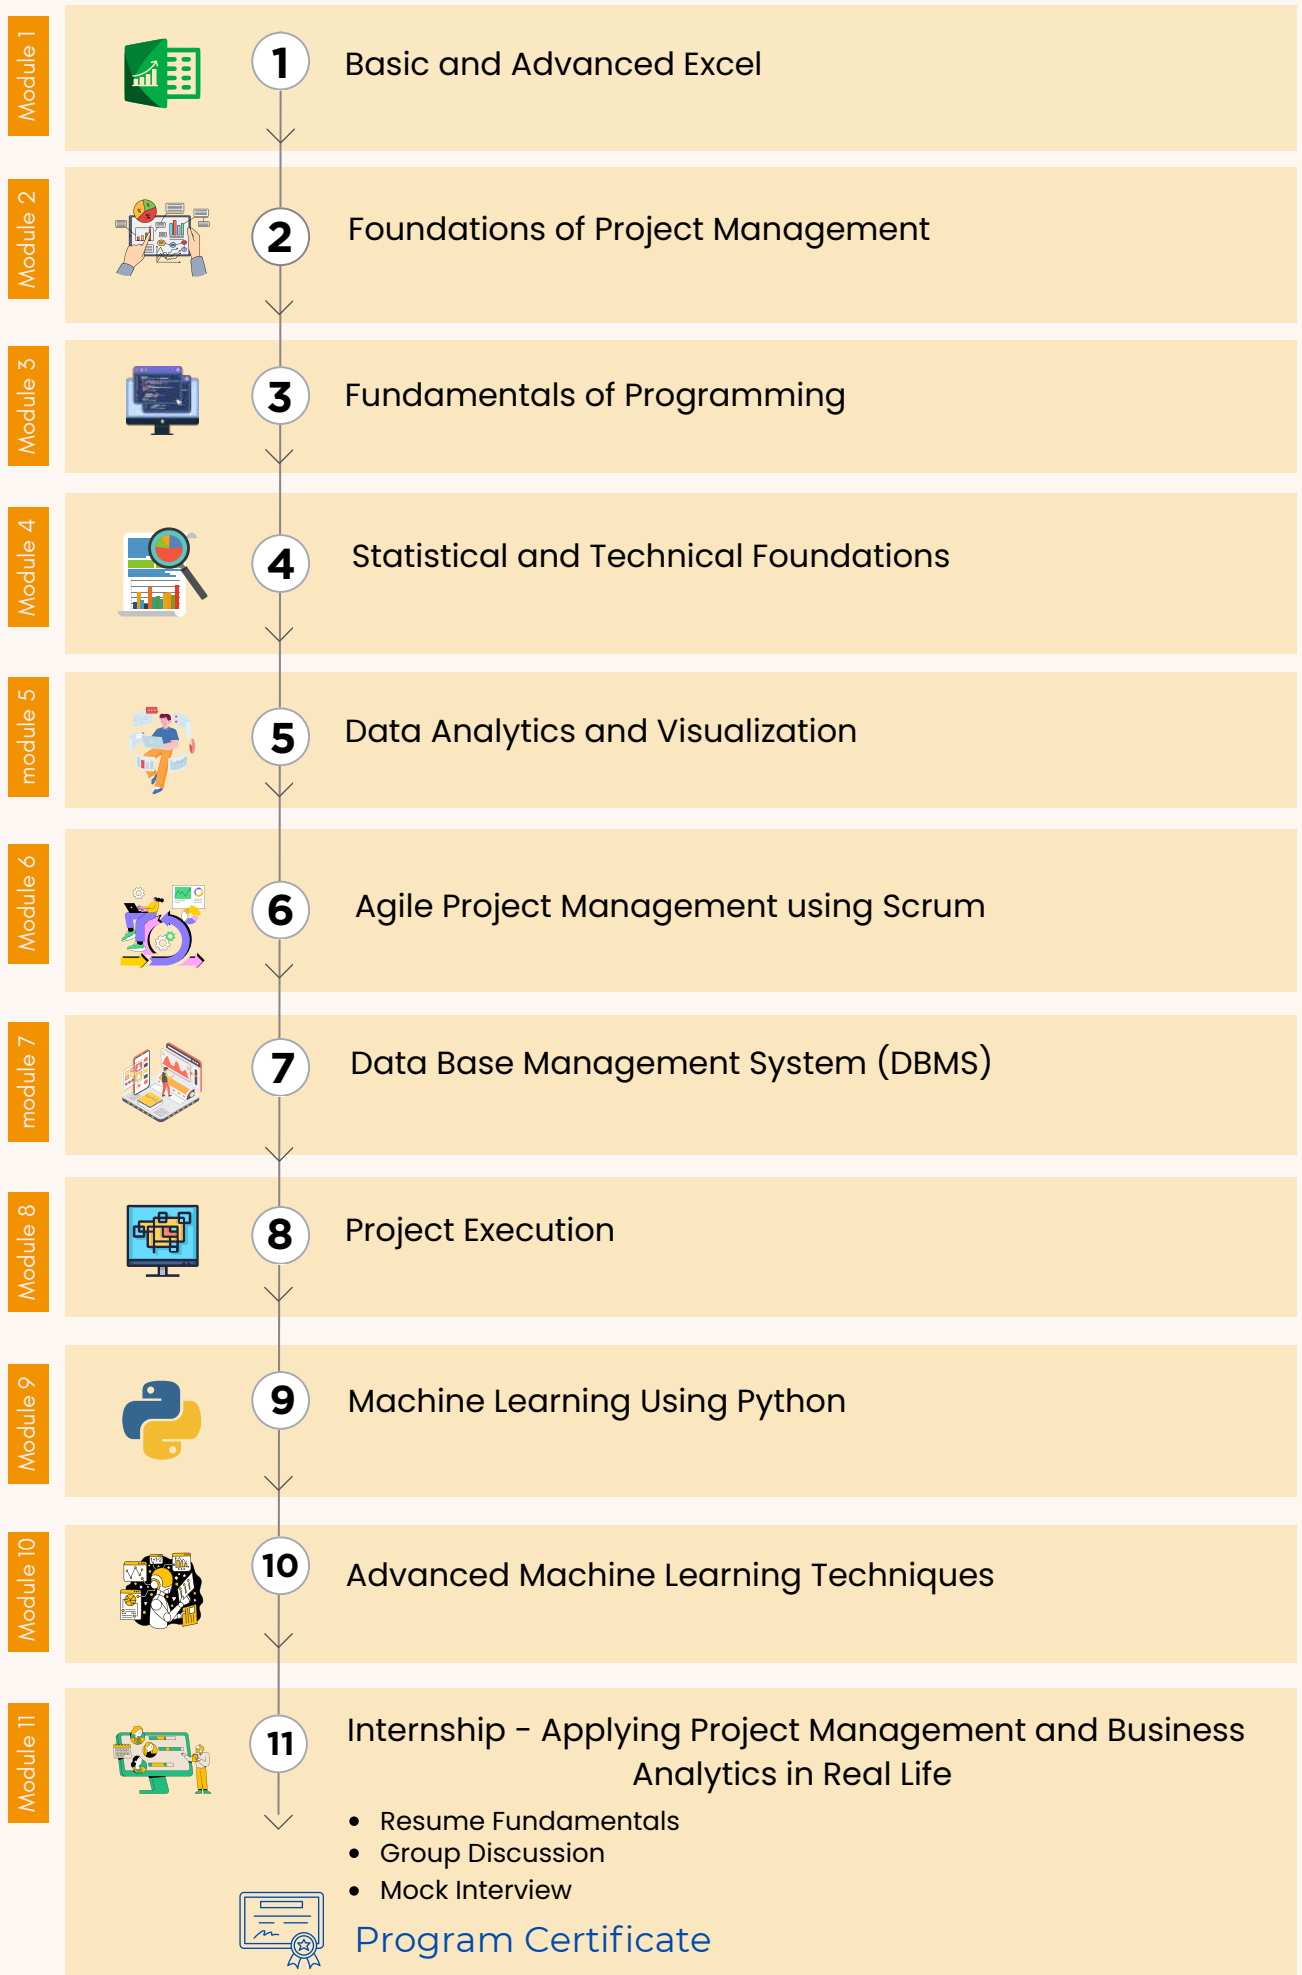 Module 1
1
Basic and Advanced Excel
Module 2
2
Foundations of Project Management
Module 3
3
Fundamentals of Programming
Module 4
4
Statistical and Technical Foundations
module 5
5
Data Analytics and Visualization
Module 6
6
Agile Project Management using Scrum
module 7
7
Data Base Management System (DBMS)
Module 8
8
Project Execution
Module 9
9
Machine Learning Using Python
Module 10
10
Advanced Machine Learning Techniques
Module 11
11
Internship - Applying Project Management and Business
Analytics in Real Life
• Resume Fundamentals
• Group Discussion
• Mock Interview
Program Certificate